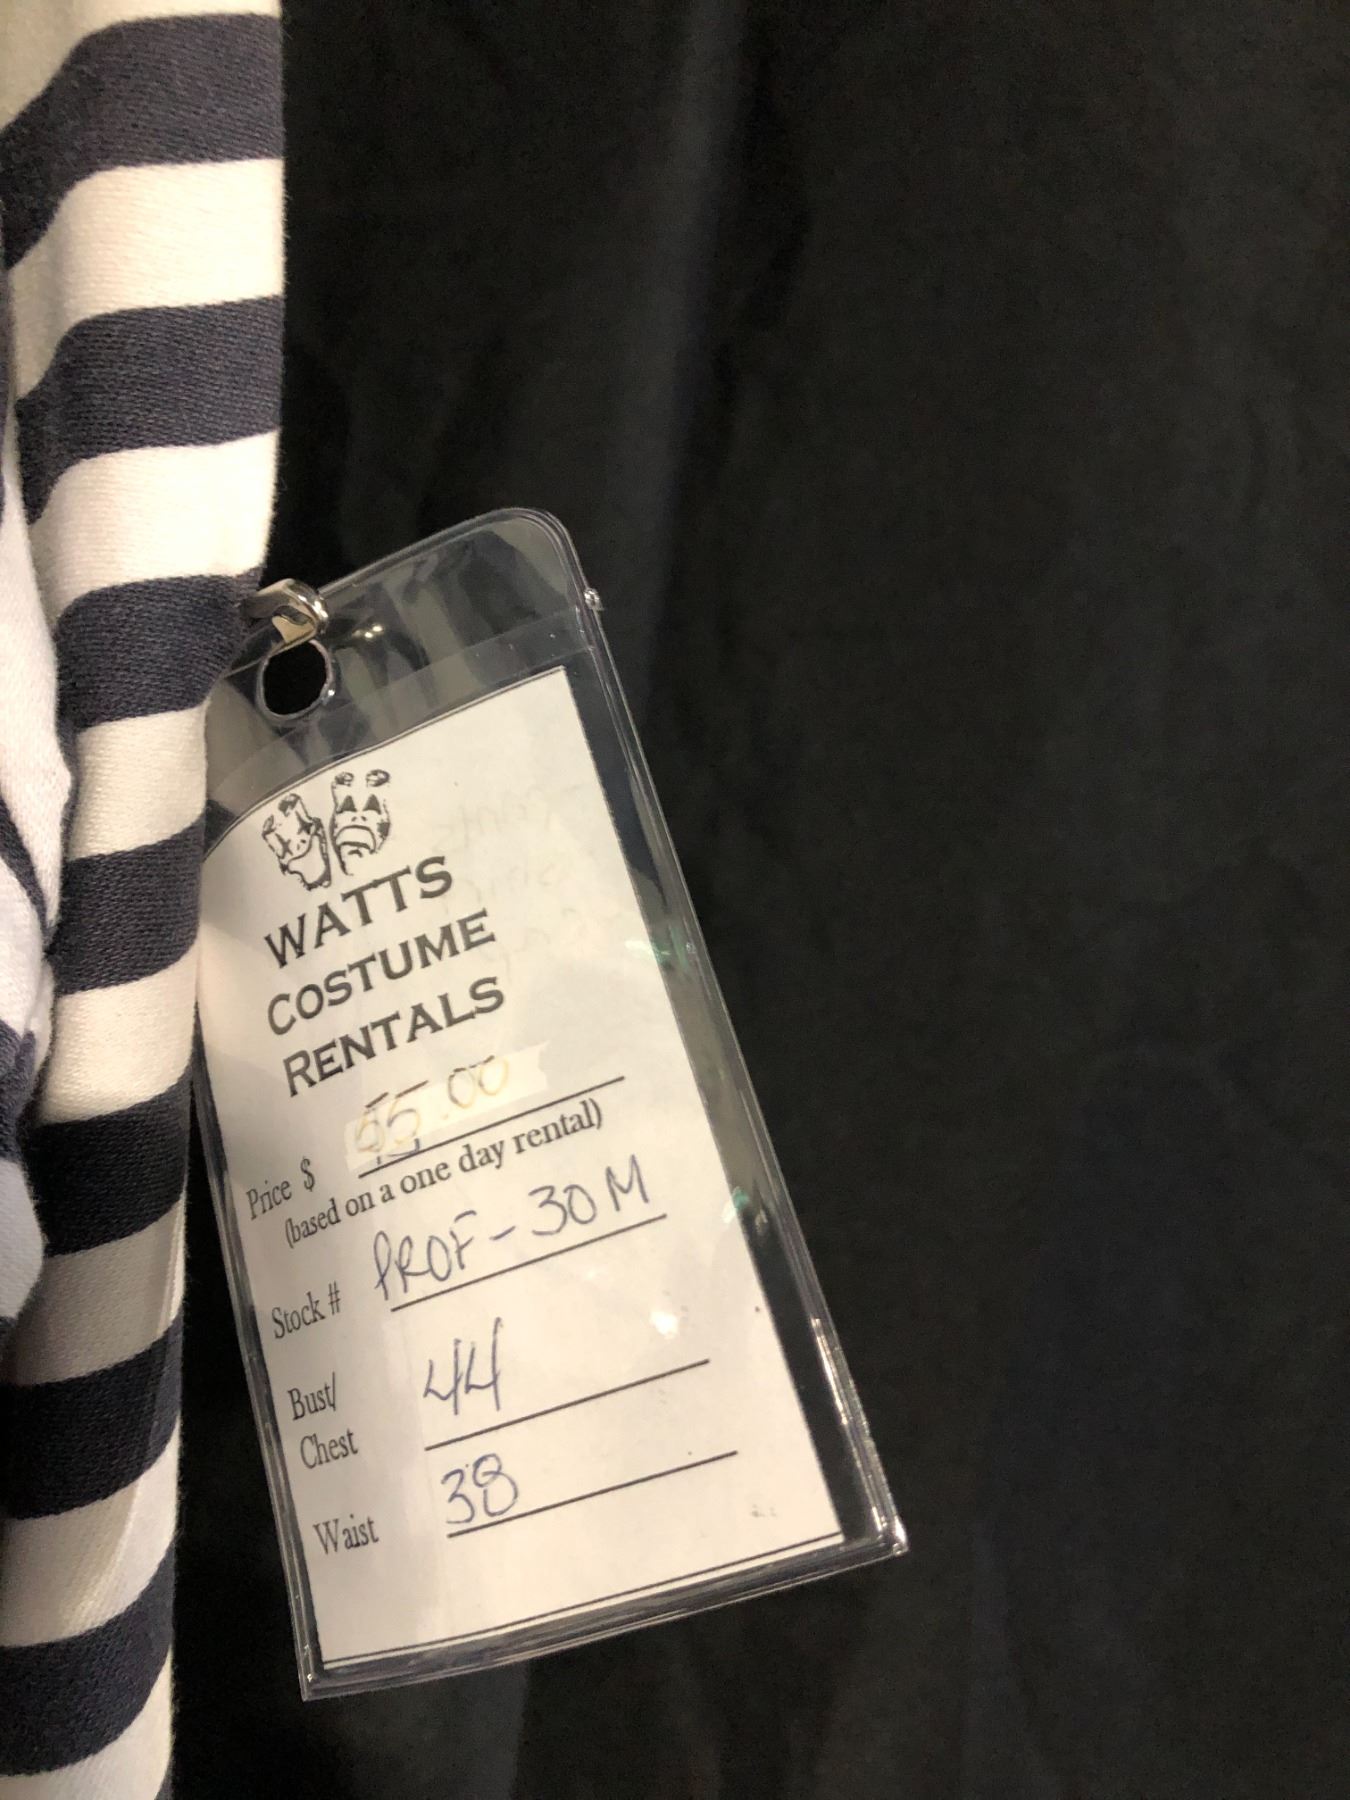 WATTS
COSTUME
RENTALS
Price $ 55.00
(based on a one day rental)
Stock # PROF-30M
Bust/
Chest 44
Waist 38